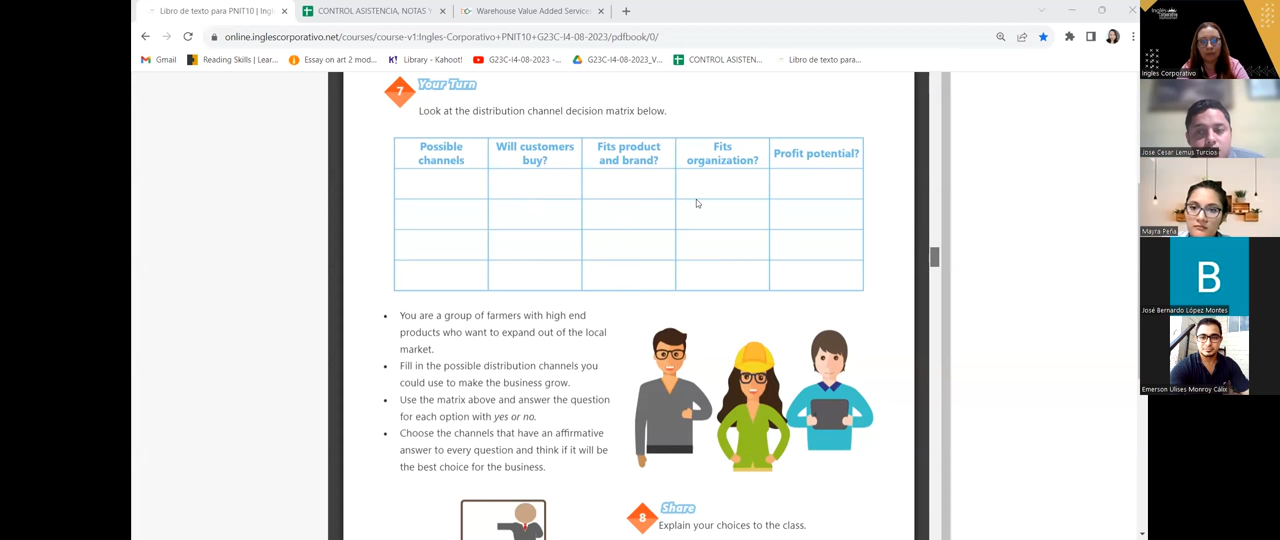 Libro de texto para PNIT10 | Ingl
CONTROL ASISTENCIA, NOTAS Y
Warehouse Value Added Services
online.inglescorporativo.net/courses/course-v1:Ingles-Corporativo+PNIT10+G23C-I4-08-2023/pdfbook/0/
Gmail
Reading Skills | Lear...
Essay on art 2 mod...
Library - Kahoot!
G23C-I4-08-2023 -...
G23C-I4-08-2023_V...
CONTROL ASISTEN...
Libro de texto para...
7
Your Turn
Look at the distribution channel decision matrix below.
Possible channels
Will customers buy?
Fits product and brand?
Fits organization?
Profit potential?
• You are a group of farmers with high end
products who want to expand out of the local
market.
• Fill in the possible distribution channels you
could use to make the business grow.
• Use the matrix above and answer the question
for each option with yes or no.
• Choose the channels that have an affirmative
answer to every question and think if it will be
the best choice for the business.
8
Share
Explain your choices to the class.
Inglés
Corporativo
Ingles Corporativo
Jose Cesar Lemus Turcios
Mayra Peña
B
José Bernardo López Montes
Emerson Ulises Monroy Cálix